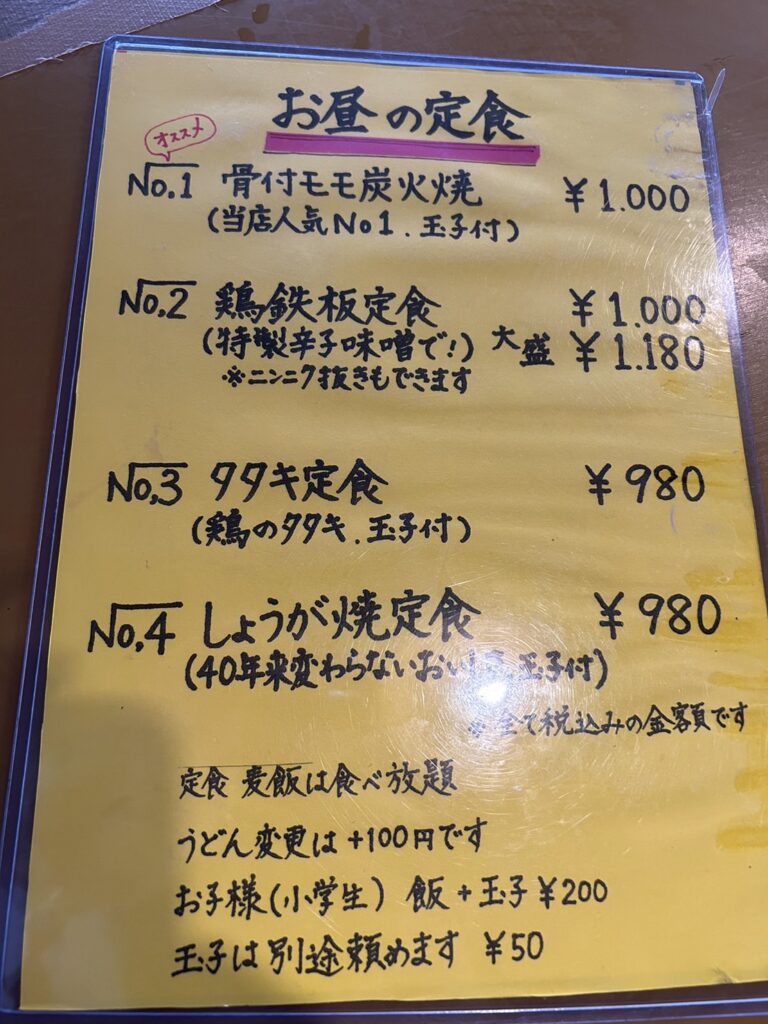 お昼の定食
オススメ
No.1 骨付モモ炭火焼 ¥1.000
(当店人気No1.玉子付)
No.2 鶏鉄板定食 ¥1.000
(特製辛子味噌で!) 大盛 ¥1.180
※ニンニク抜きもできます
No.3 タタキ定食 ¥980
(鶏のタタキ.玉子付)
No.4 しょうが焼定食 ¥980
(40年来変わらないおいしさ.玉子付)
※全て税込みの金額です
定食 麦飯は食べ放題
うどん変更は+100円です
お子様(小学生) 飯+玉子¥200
玉子は別途頼めます ¥50